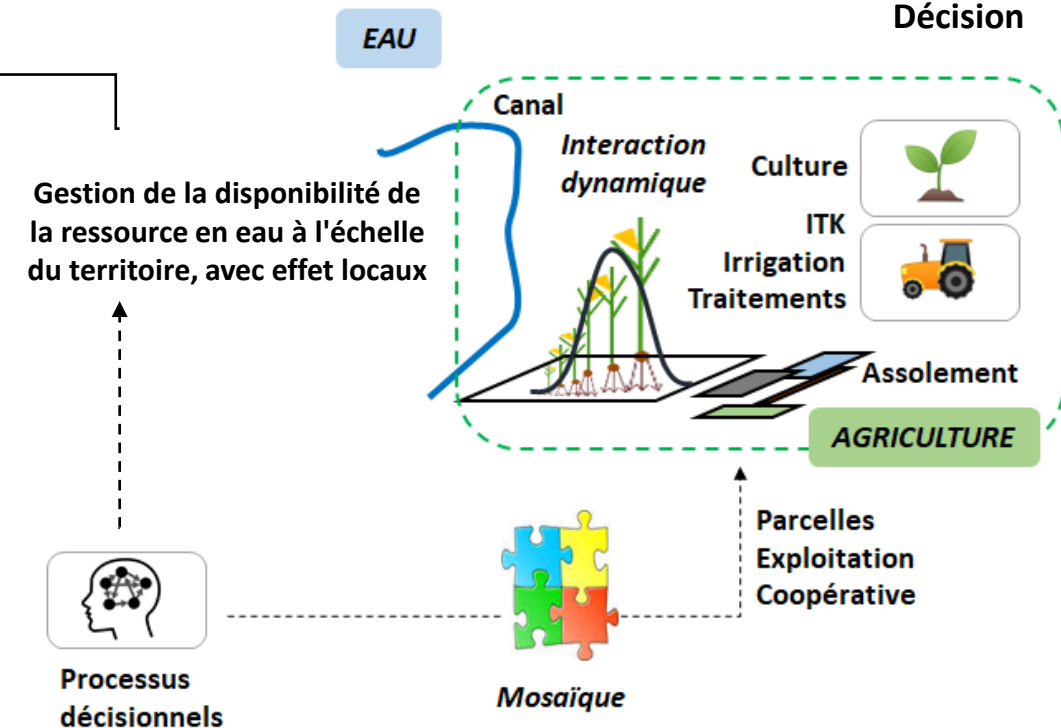 Décision
EAU
Canal
Interaction
dynamique
Culture
ITK
Irrigation
Traitements
Gestion de la disponibilité de
la ressource en eau à l'échelle
du territoire, avec effet locaux
Assolement
AGRICULTURE
Parcelles
Exploitation
Coopérative
Processus
décisionnels
Mosaïque